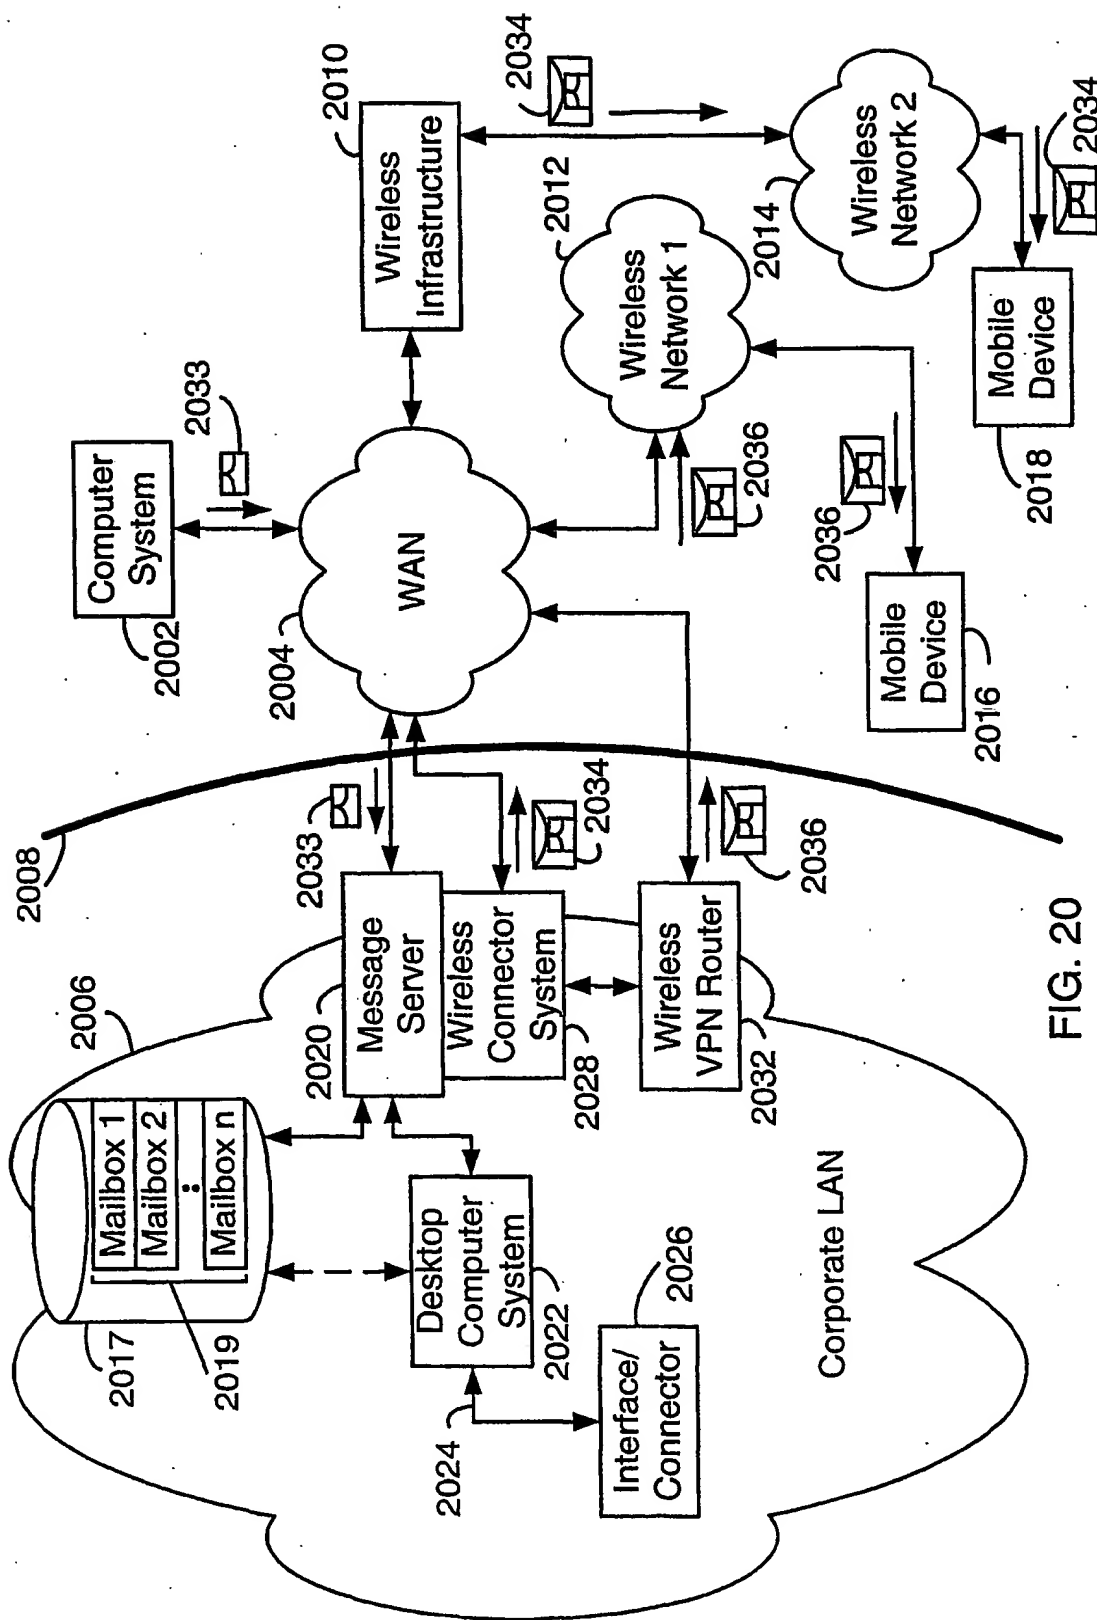 2006
2008
2017
2019
Mailbox 1
Mailbox 2
Mailbox n
2020
Message
Server
2033
Wireless
Connector
System
2028
2034
Desktop
Computer
System
2022
2024
Interface/
Connector
2026
Wireless
VPN Router
2032
2036
Corporate LAN
Computer
System
2002
2033
2004
WAN
Wireless
Infrastructure
2010
2034
2012
Wireless
Network 1
2036
2014
Wireless
Network 2
2034
2036
Mobile
Device
2016
Mobile
Device
2018
FIG. 20